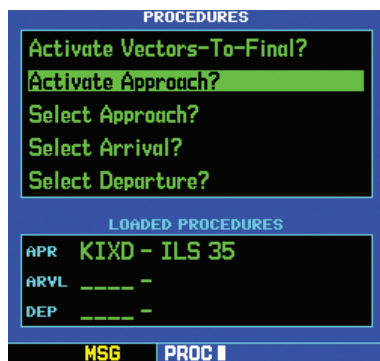 PROCEDURES
Activate Vectors-To-Final?
Activate Approach?
Select Approach?
Select Arrival?
Select Departure?
LOADED PROCEDURES
APR KIXD - ILS 35
ARVL ____ -
DEP ____ -
MSG PROC